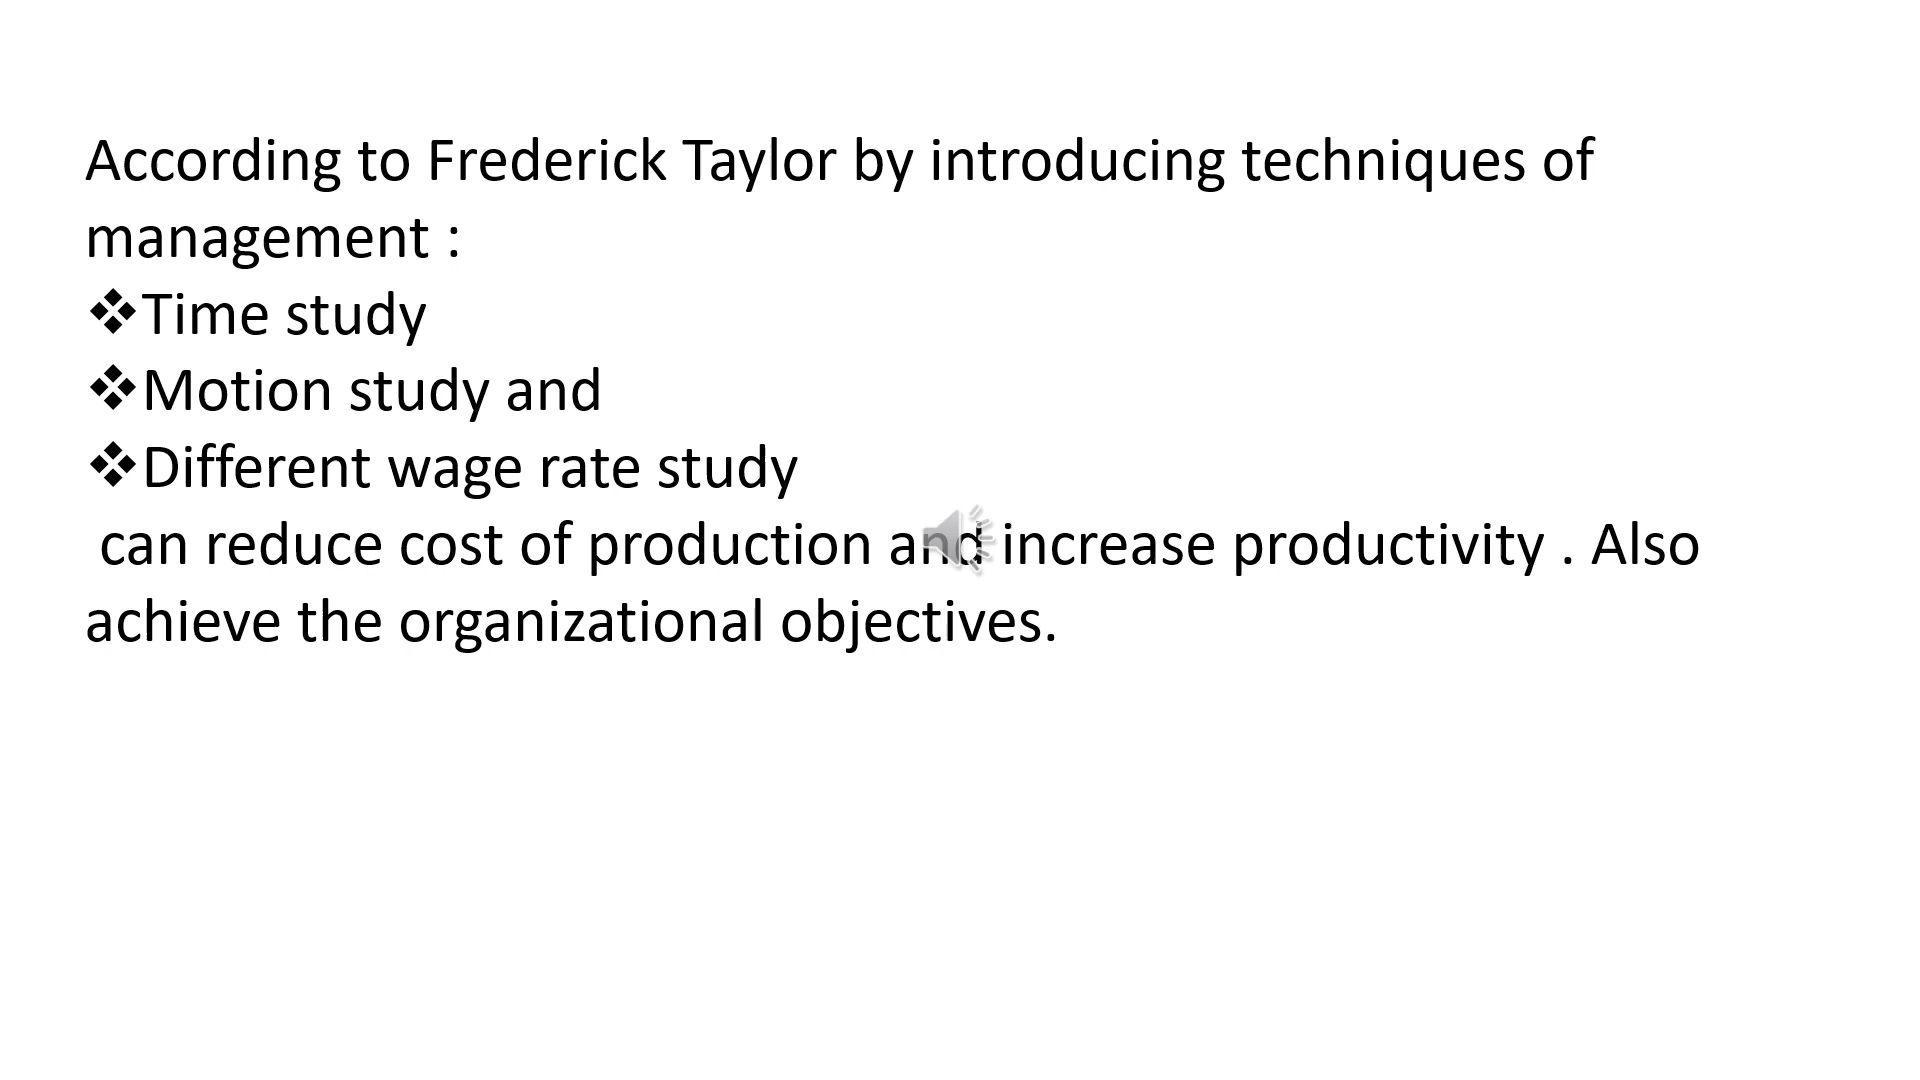 According to Frederick Taylor by introducing techniques of
management :
❖Time study
❖Motion study and
❖Different wage rate study
can reduce cost of production and increase productivity . Also
achieve the organizational objectives.